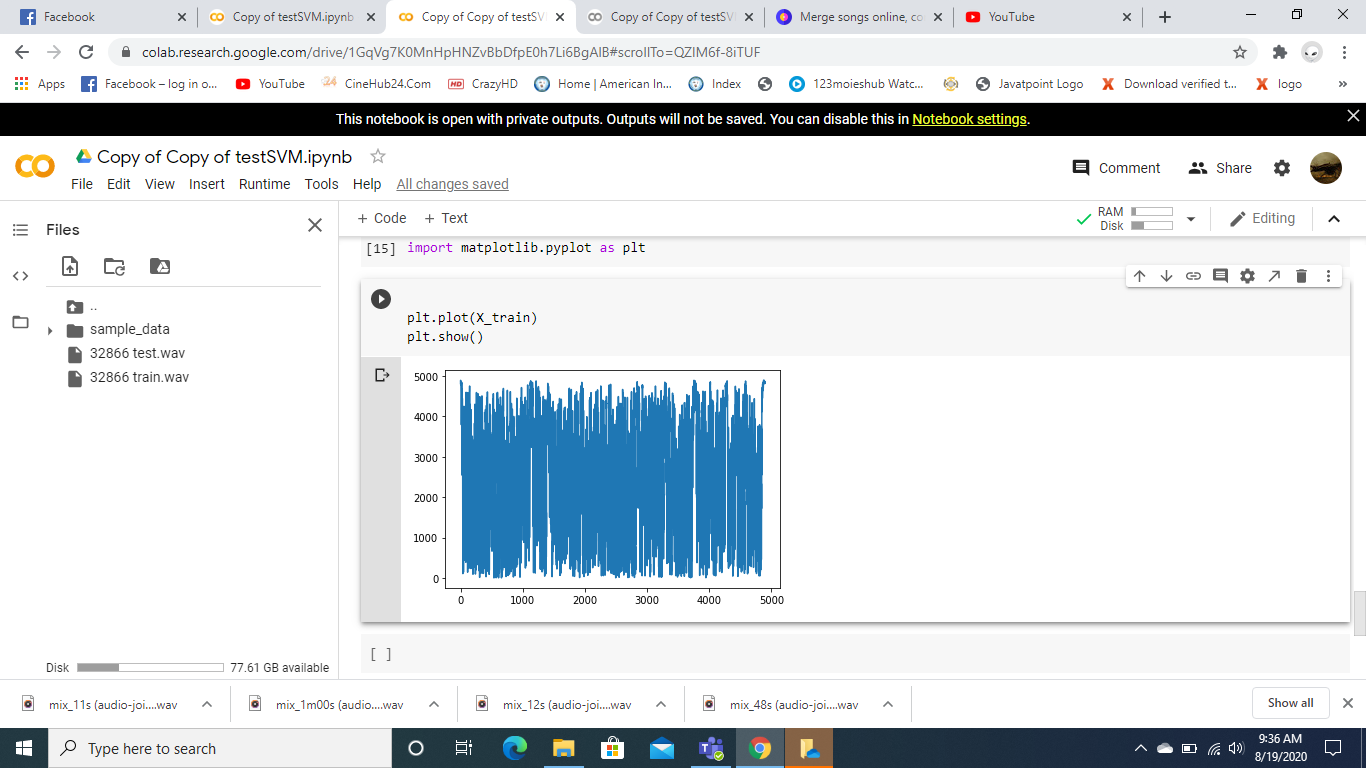 Facebook
Copy of testSVM.ipynb
Copy of Copy of testSV
Copy of Copy of testSV
Merge songs online, co
YouTube
colab.research.google.com/drive/1GqVg7K0MnHpHNZvBbDfpE0h7Li6BgAlB#scrollTo=QZIM6f-8iTUF
Apps
Facebook – log in o...
YouTube
CineHub24.Com
HD
CrazyHD
Home | American In...
Index
123moieshub Watc...
Javatpoint Logo
X
Download verified t...
X
logo
»
This notebook is open with private outputs. Outputs will not be saved. You can disable this in Notebook settings.
Copy of Copy of testSVM.ipynb
Comment
Share
File Edit View Insert Runtime Tools Help All changes saved
Files
+ Code + Text
RAM
Disk
Editing
[15] import matplotlib.pyplot as plt
..
sample_data
32866 test.wav
32866 train.wav
plt.plot(X_train)
plt.show()
5000
4000
3000
2000
1000
0
0 1000 2000 3000 4000 5000
[ ]
Disk 77.61 GB available
mix_11s (audio-joi....wav
mix_1m00s (audio....wav
mix_12s (audio-joi....wav
mix_48s (audio-joi....wav
Show all
Type here to search
9:36 AM
8/19/2020